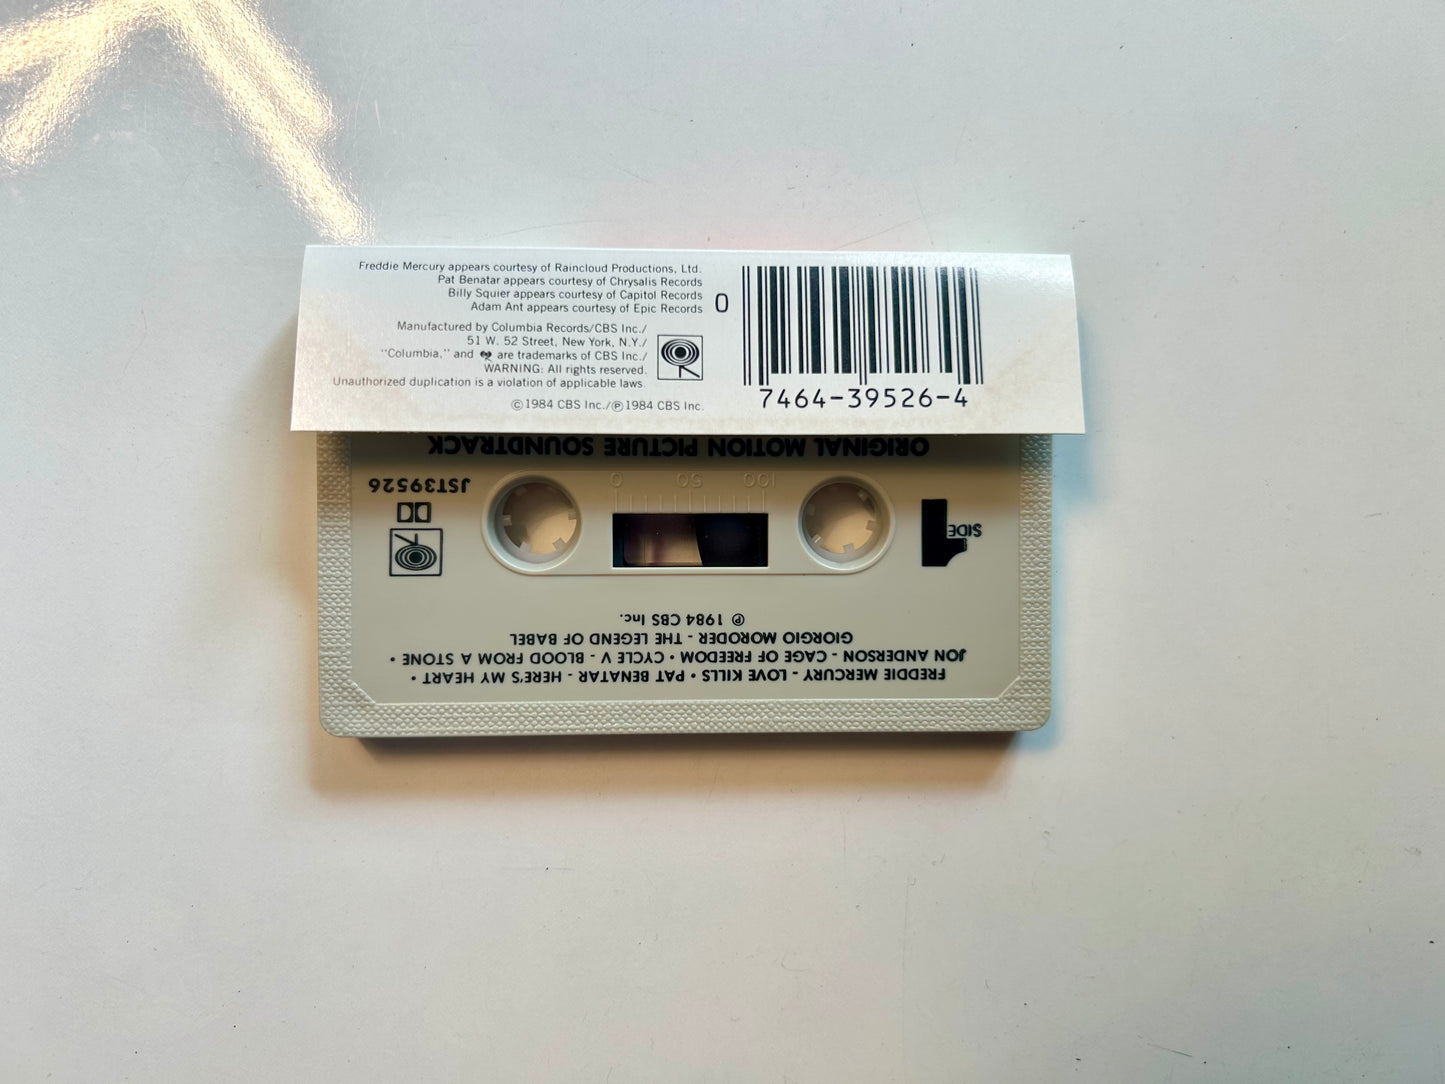 Freddie Mercury appears courtesy of Raincloud Productions, Ltd.
Pat Benatar appears courtesy of Chrysalis Records
Billy Squier appears courtesy of Capitol Records
Adam Ant appears courtesy of Epic Records
Manufactured by Columbia Records/CBS Inc./
51 W. 52 Street, New York, N.Y./
"Columbia," and are trademarks of CBS Inc./
WARNING: All rights reserved.
Unauthorized duplication is a violation of applicable laws.
© 1984 CBS Inc./℗ 1984 CBS Inc.
0
7464-39526-4
ORIGINAL MOTION PICTURE SOUNDTRACK
JST39526
100 50 0
SIDE 1
℗ 1984 CBS Inc.
FREDDIE MERCURY - LOVE KILLS • PAT BENATAR - HERE'S MY HEART •
JON ANDERSON - CAGE OF FREEDOM • CYCLE V - BLOOD FROM A STONE •
GIORGIO MORODER - THE LEGEND OF BABEL